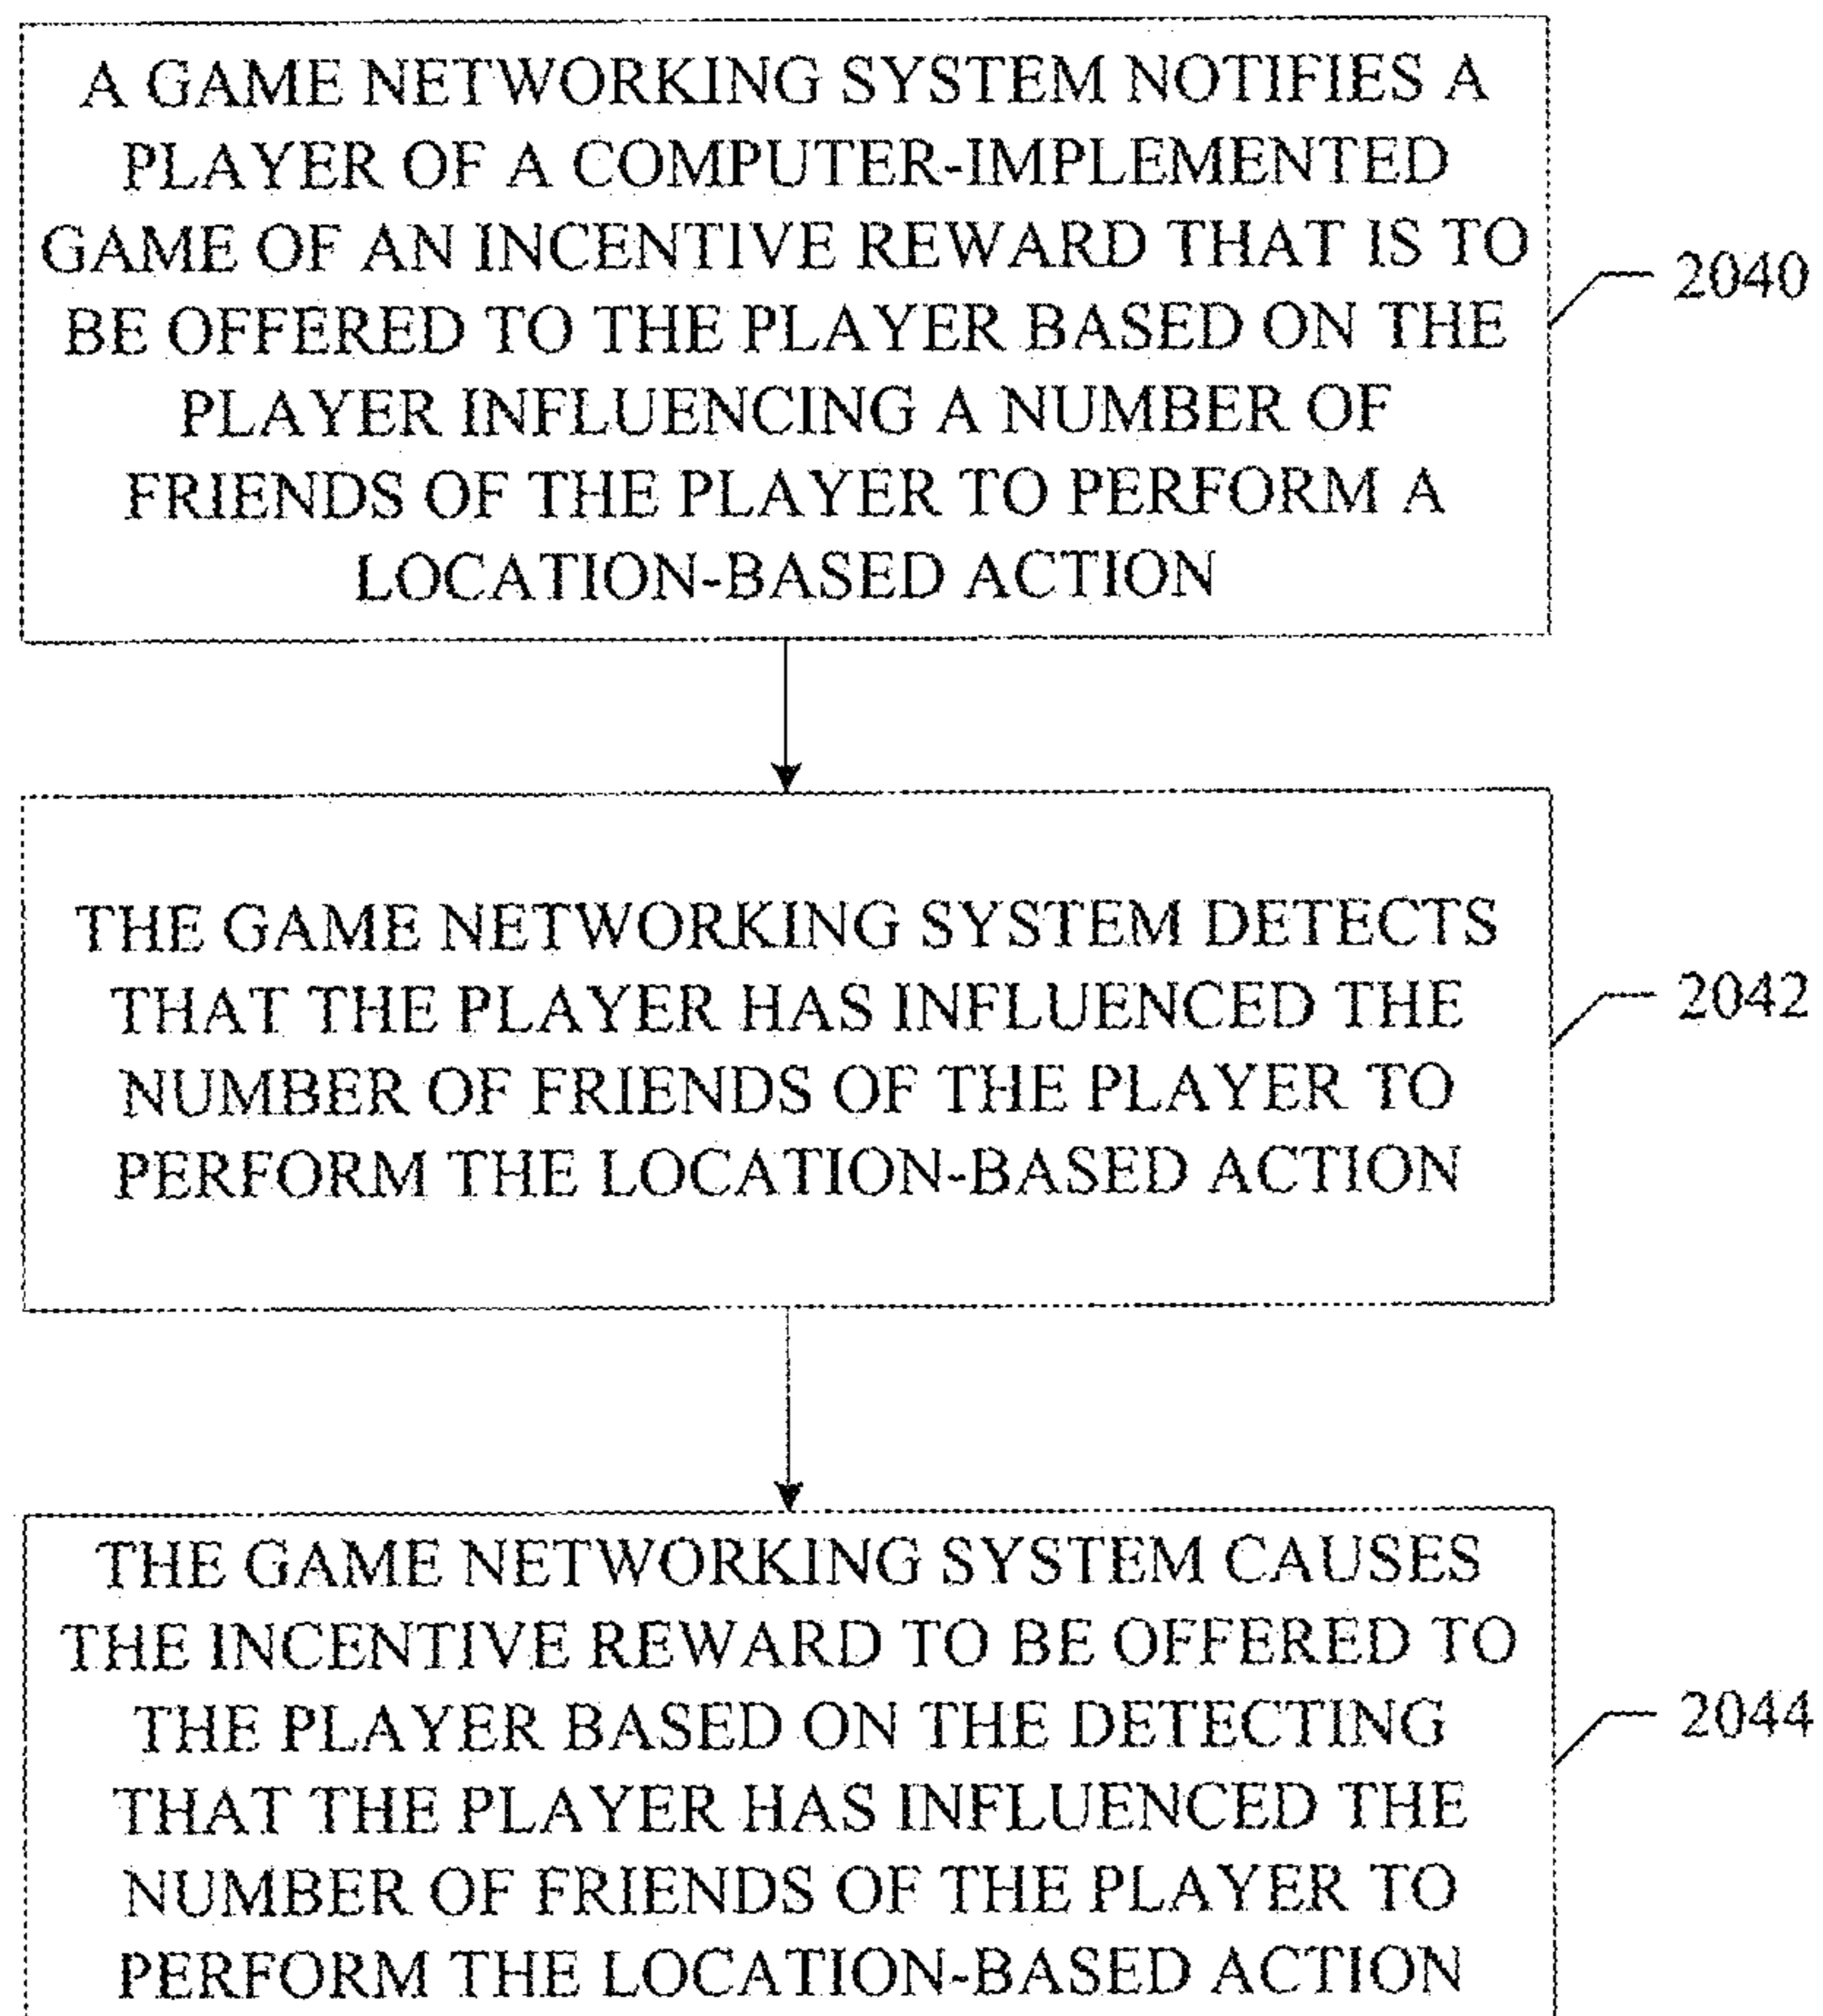 A GAME NETWORKING SYSTEM NOTIFIES A
PLAYER OF A COMPUTER-IMPLEMENTED
GAME OF AN INCENTIVE REWARD THAT IS TO
BE OFFERED TO THE PLAYER BASED ON THE
PLAYER INFLUENCING A NUMBER OF
FRIENDS OF THE PLAYER TO PERFORM A
LOCATION-BASED ACTION
2040
THE GAME NETWORKING SYSTEM DETECTS
THAT THE PLAYER HAS INFLUENCED THE
NUMBER OF FRIENDS OF THE PLAYER TO
PERFORM THE LOCATION-BASED ACTION
2042
THE GAME NETWORKING SYSTEM CAUSES
THE INCENTIVE REWARD TO BE OFFERED TO
THE PLAYER BASED ON THE DETECTING
THAT THE PLAYER HAS INFLUENCED THE
NUMBER OF FRIENDS OF THE PLAYER TO
PERFORM THE LOCATION-BASED ACTION
2044